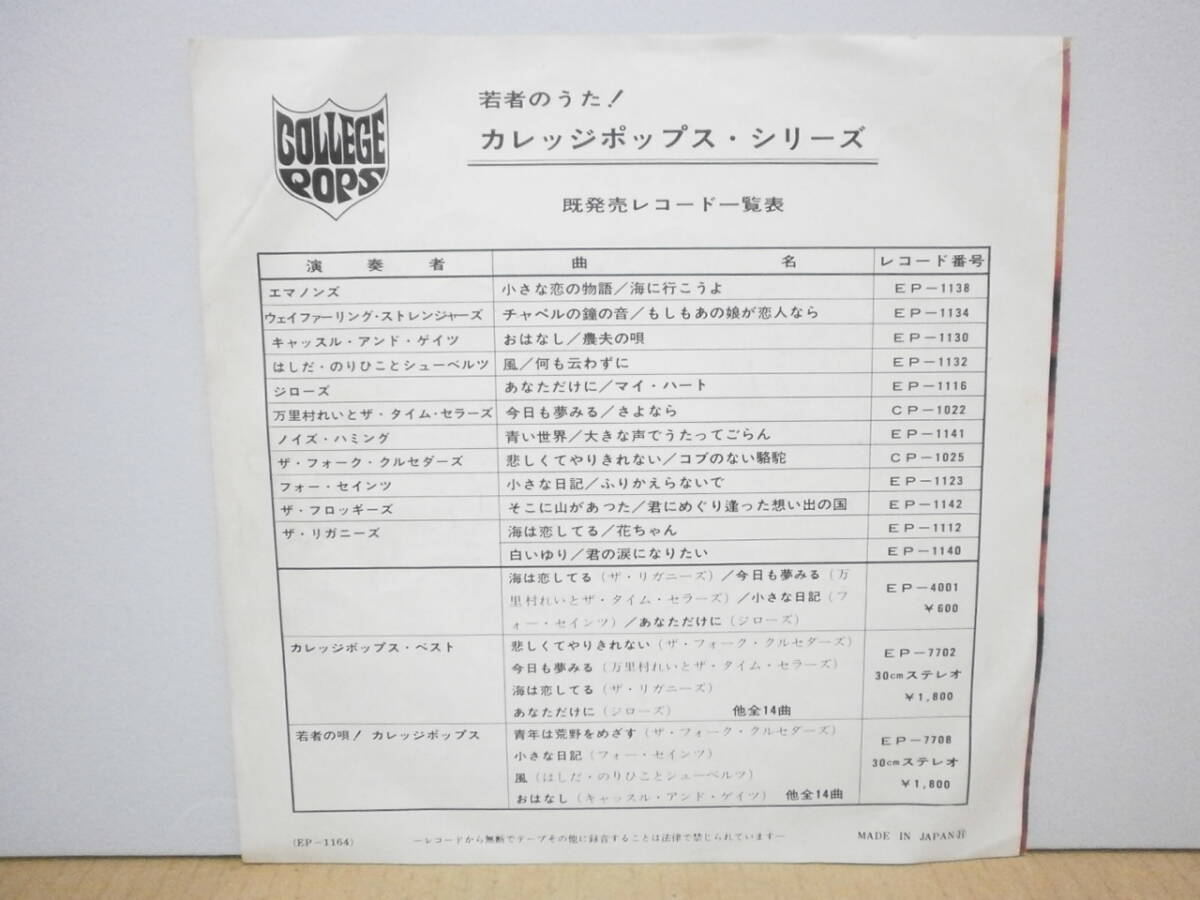 COLLEGE
POPS
若者のうた!
カレッジポップス・シリーズ
既発売レコード一覧表
演奏者 曲名 レコード番号
エマノンズ 小さな恋の物語／海に行こうよ EP-1138
ウェイファーリング・ストレンジャーズ チャペルの鐘の音／もしもあの娘が恋人なら EP-1134
キャッスル・アンド・ゲイツ おはなし／農夫の唄 EP-1130
はしだ・のりひことシューベルツ 風／何も云わずに EP-1132
ジローズ あなただけに／マイ・ハート EP-1116
万里村れいとザ・タイム・セラーズ 今日も夢みる／さよなら CP-1022
ノイズ・ハミング 青い世界／大きな声でうたってごらん EP-1141
ザ・フォーク・クルセダーズ 悲しくてやりきれない／コブのない駱駝 CP-1025
フォー・セインツ 小さな日記／ふりかえらないで EP-1123
ザ・フロッギーズ そこに山があった／君にめぐり逢った想い出の国 EP-1142
ザ・リガニーズ 海は恋してる／花ちゃん EP-1112
白いゆり／君の涙になりたい EP-1140
海は恋してる(ザ・リガニーズ)／今日も夢みる(万
里村れいとザ・タイム・セラーズ)／小さな日記(フ
ォー・セインツ)／あなただけに(ジローズ)
EP-4001
¥600
カレッジポップス・ベスト
悲しくてやりきれない(ザ・フォーク・クルセダーズ)
今日も夢みる(万里村れいとザ・タイム・セラーズ)
海は恋してる(ザ・リガニーズ)
あなただけに(ジローズ) 他全14曲
EP-7702
30cmステレオ
¥1,800
若者の唄! カレッジポップス
青年は荒野をめざす(ザ・フォーク・クルセダーズ)
小さな日記(フォー・セインツ)
風(はしだ・のりひことシューベルツ)
おはなし(キャッスル・アンド・ゲイツ) 他全14曲
EP-7708
30cmステレオ
¥1,800
(EP-1164) —レコードから無断でテープその他に録音することは法律で禁じられています— MADE IN JAPAN